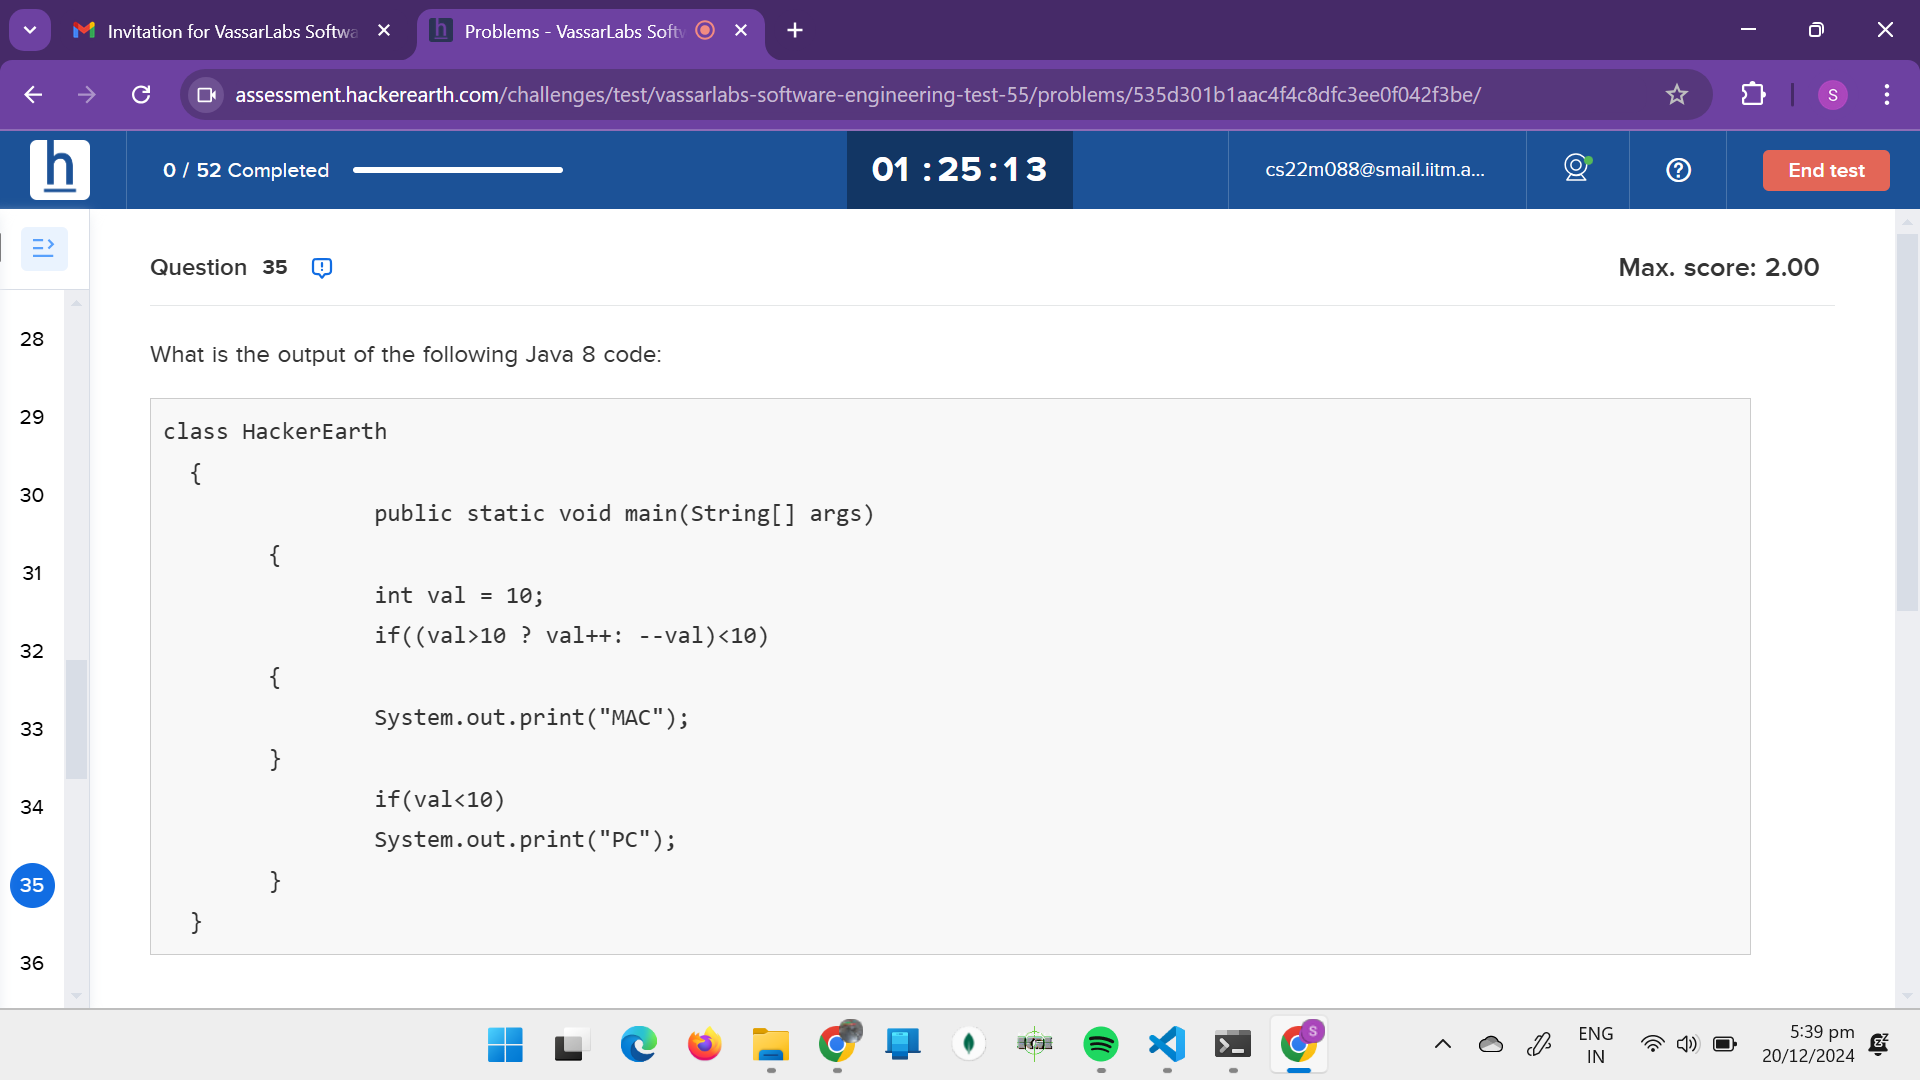 Invitation for VassarLabs Softwa
Problems - VassarLabs Softv
assessment.hackerearth.com/challenges/test/vassarlabs-software-engineering-test-55/problems/535d301b1aac4f4c8dfc3ee0f042f3be/
S
h
0 / 52 Completed
01 : 25 : 13
cs22m088@smail.iitm.a...
End test
Question 35
Max. score: 2.00
28
29
30
31
32
33
34
35
36
What is the output of the following Java 8 code:
class HackerEarth
{
public static void main(String[] args)
{
int val = 10;
if((val>10 ? val++: --val)<10)
{
System.out.print("MAC");
}
if(val<10)
System.out.print("PC");
}
}
S
ENG
IN
5:39 pm
20/12/2024